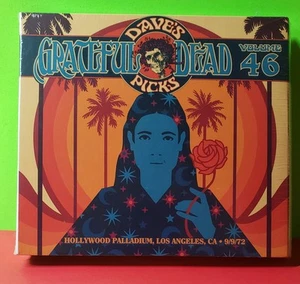 DAVE'S
GRATEFUL DEAD
VOLUME
46
PICKS
HOLLYWOOD PALLADIUM, LOS ANGELES, CA • 9/9/72